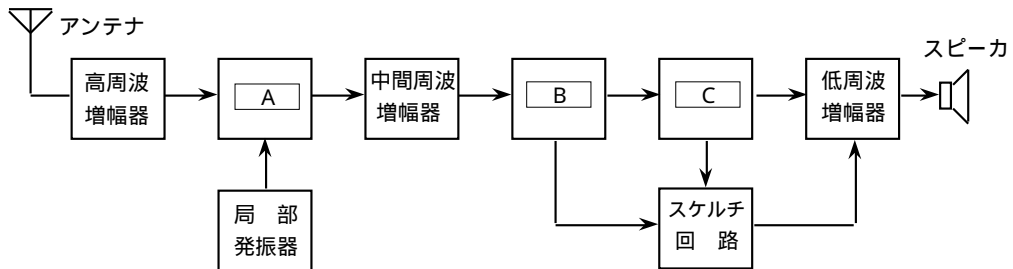 アンテナ
スピーカ
高周波
増幅器
A
中間周波
増幅器
B
C
低周波
増幅器
局 部
発振器
スケルチ
回 路